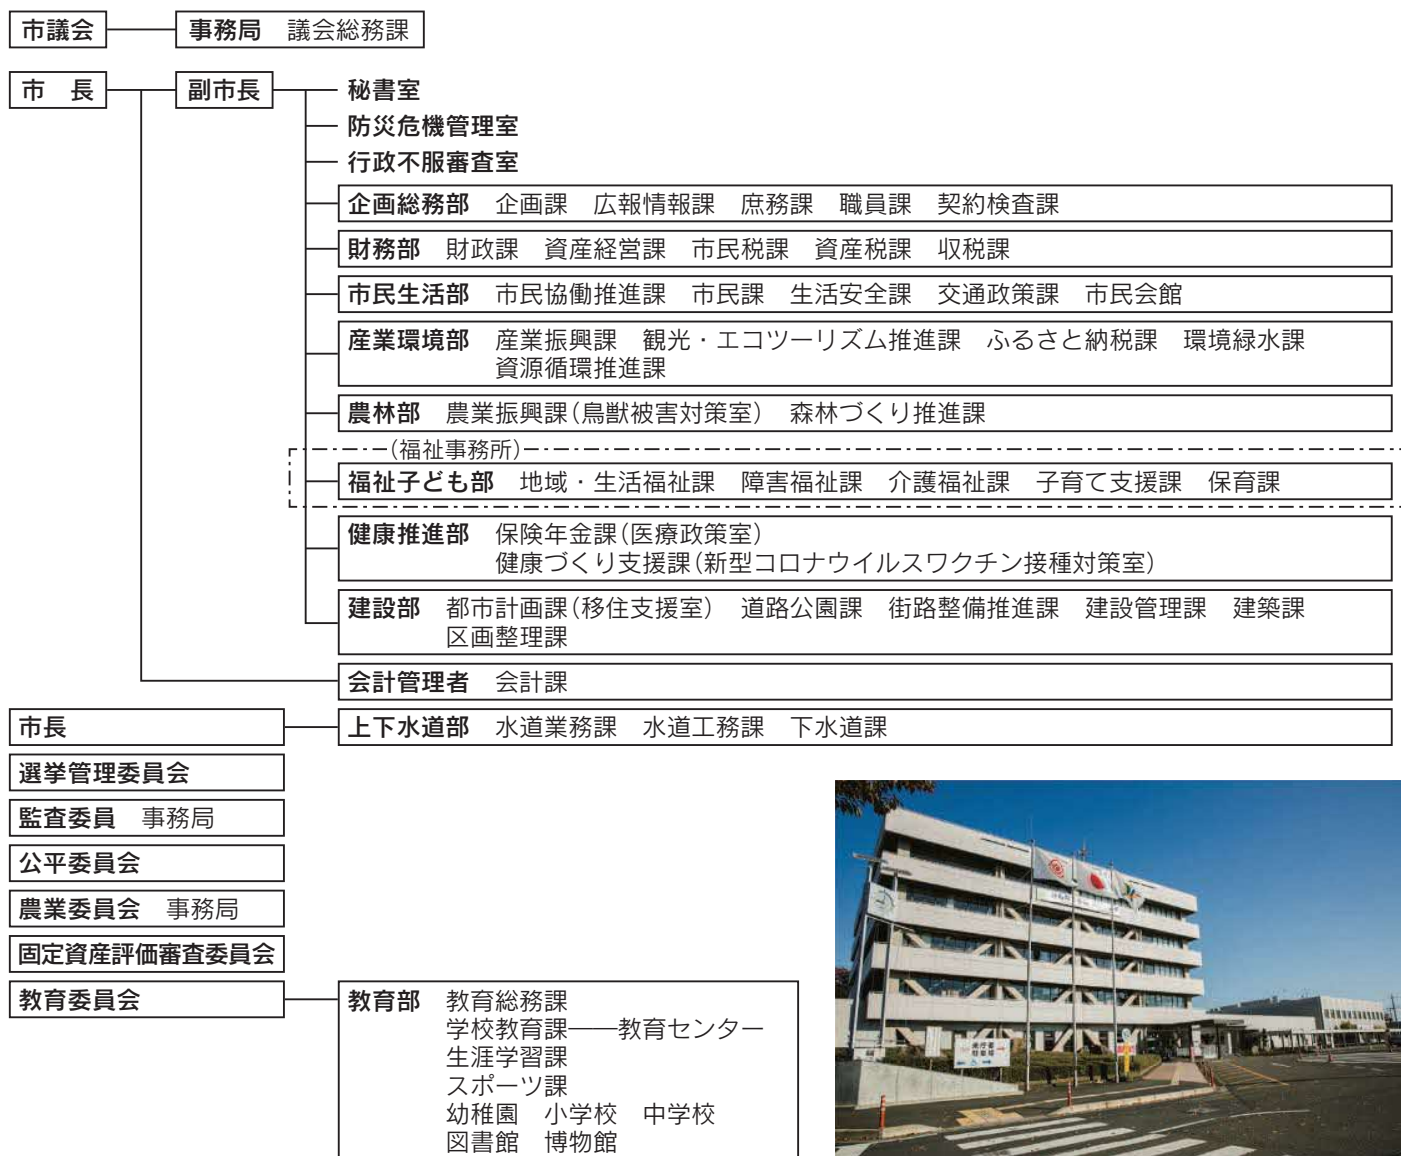 市議会 事務局 議会総務課
市　長 副市長 秘書室
防災危機管理室
行政不服審査室
企画総務部　企画課　広報情報課　庶務課　職員課　契約検査課
財務部　財政課　資産経営課　市民税課　資産税課　収税課
市民生活部　市民協働推進課　市民課　生活安全課　交通政策課　市民会館
産業環境部　産業振興課　観光・エコツーリズム推進課　ふるさと納税課　環境緑水課
資源循環推進課
農林部　農業振興課(鳥獣被害対策室)　森林づくり推進課
(福祉事務所)
福祉子ども部　地域・生活福祉課　障害福祉課　介護福祉課　子育て支援課　保育課
健康推進部　保険年金課(医療政策室)
健康づくり支援課(新型コロナウイルスワクチン接種対策室)
建設部　都市計画課(移住支援室)　道路公園課　街路整備推進課　建設管理課　建築課
区画整理課
会計管理者　会計課
市長 上下水道部　水道業務課　水道工務課　下水道課
選挙管理委員会
監査委員　事務局
公平委員会
農業委員会　事務局
固定資産評価審査委員会
教育委員会 教育部　教育総務課
学校教育課――教育センター
生涯学習課
スポーツ課
幼稚園　小学校　中学校
図書館　博物館